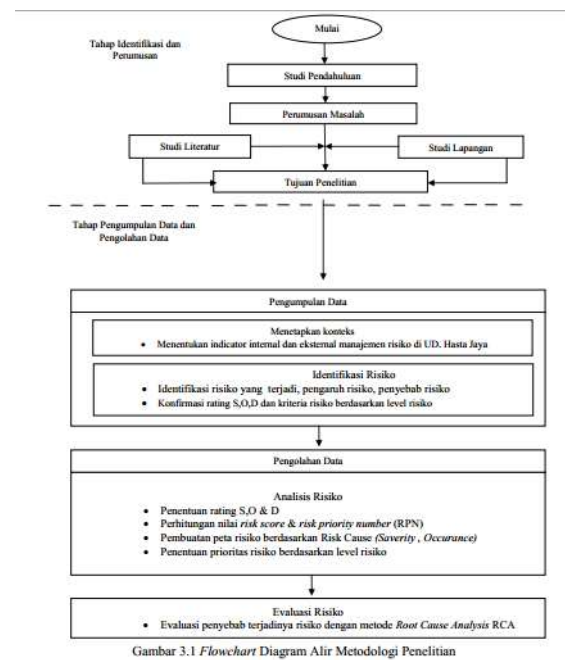 Mulai
Tahap Identifikasi dan
Perumusan
Studi Pendahuluan
Perumusan Masalah
Studi Literatur
Studi Lapangan
Tujuan Penelitian
Tahap Pengumpulan Data dan
Pengolahan Data
Pengumpulan Data
Menetapkan konteks
• Menentukan indicator internal dan eksternal manajemen risiko di UD. Hasta Jaya
Identifikasi Risiko
• Identifikasi risiko yang terjadi, pengaruh risiko, penyebab risiko
• Konfirmasi rating S,O,D dan kriteria risiko berdasarkan level risiko
Pengolahan Data
Analisis Risiko
• Penentuan rating S,O & D
• Perhitungan nilai risk score & risk priority number (RPN)
• Pembuatan peta risiko berdasarkan Risk Cause (Saverity , Occurance)
• Penentuan prioritas risiko berdasarkan level risiko
Evaluasi Risiko
• Evaluasi penyebab terjadinya risiko dengan metode Root Cause Analysis RCA
Gambar 3.1 Flowchart Diagram Alir Metodologi Penelitian